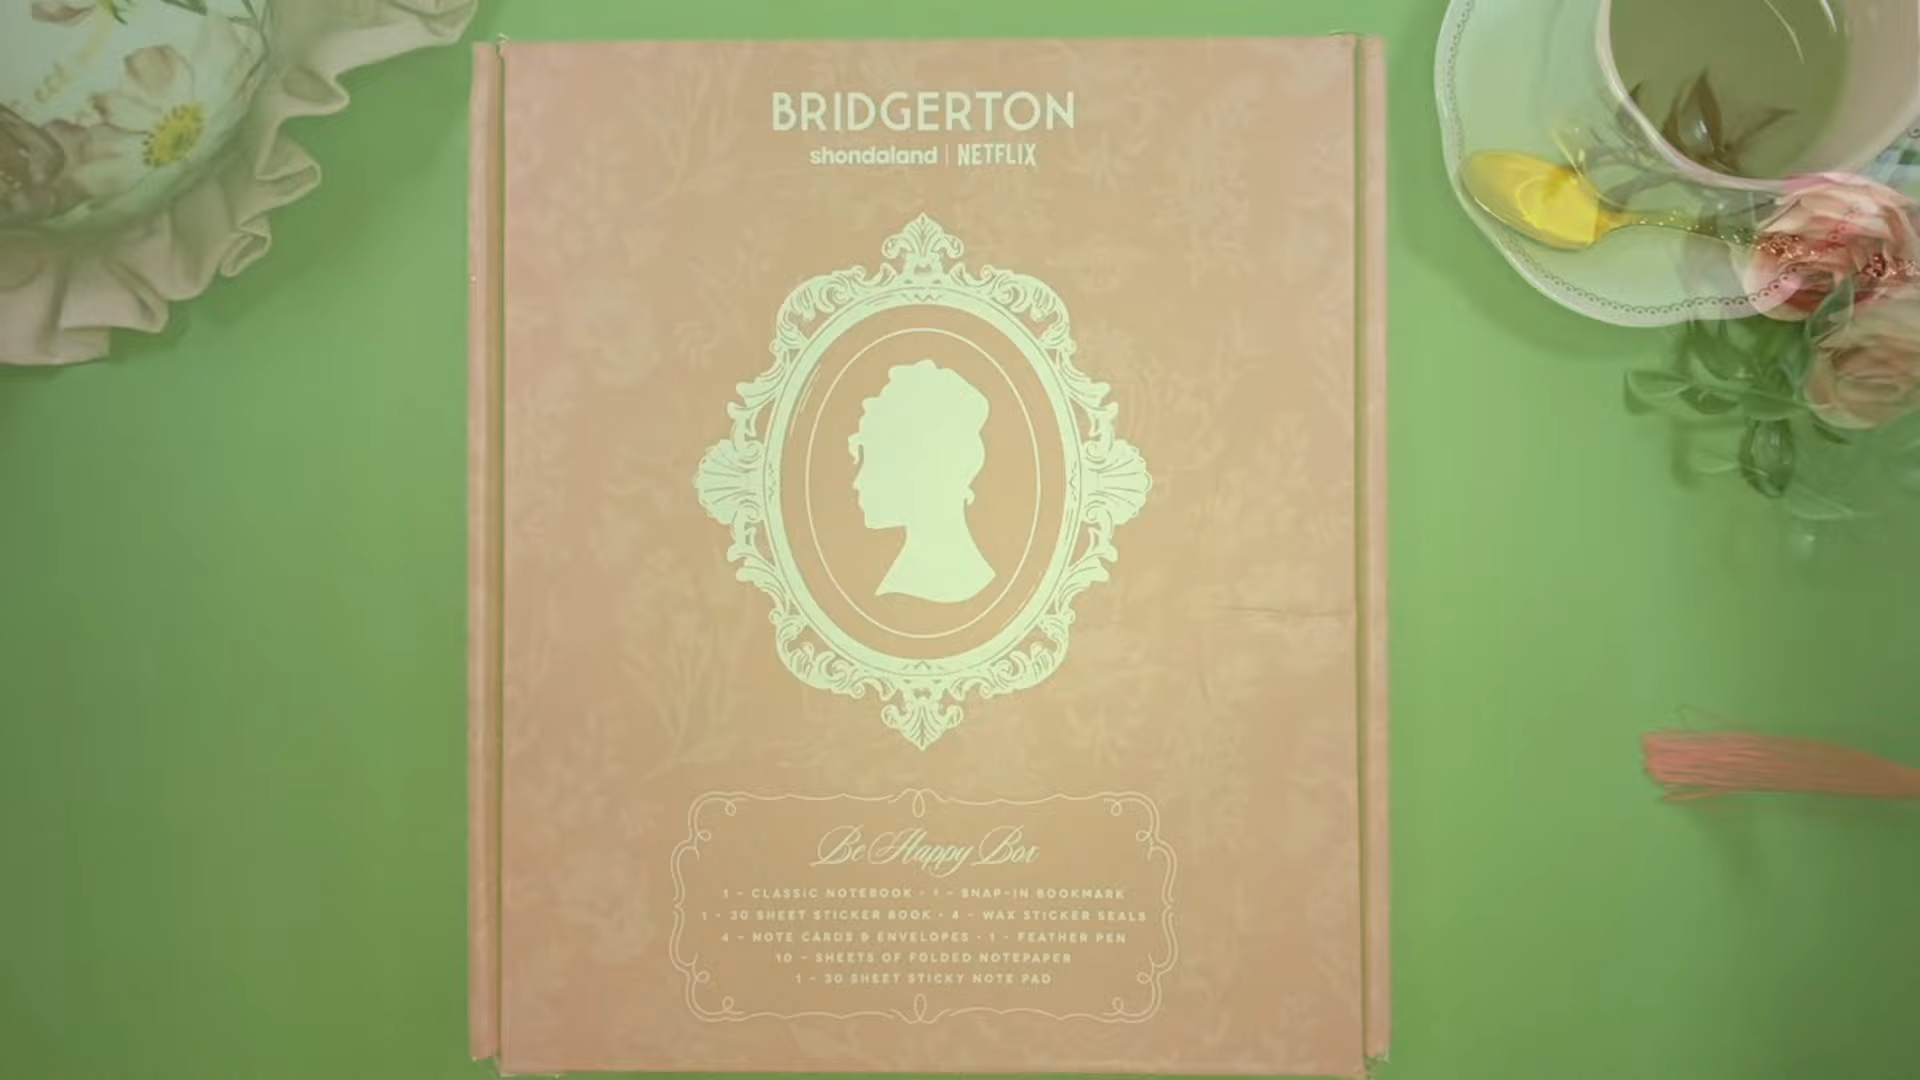 BRIDGERTON
shondaland | NETFLIX
Be Happy Box
1 - CLASSIC NOTEBOOK • 1 - SNAP-IN BOOKMARK
1 - 30 SHEET STICKER BOOK • 4 - WAX STICKER SEALS
4 - NOTE CARDS & ENVELOPES • 1 - FEATHER PEN
10 - SHEETS OF FOLDED NOTEPAPER
1 - 30 SHEET STICKY NOTE PAD